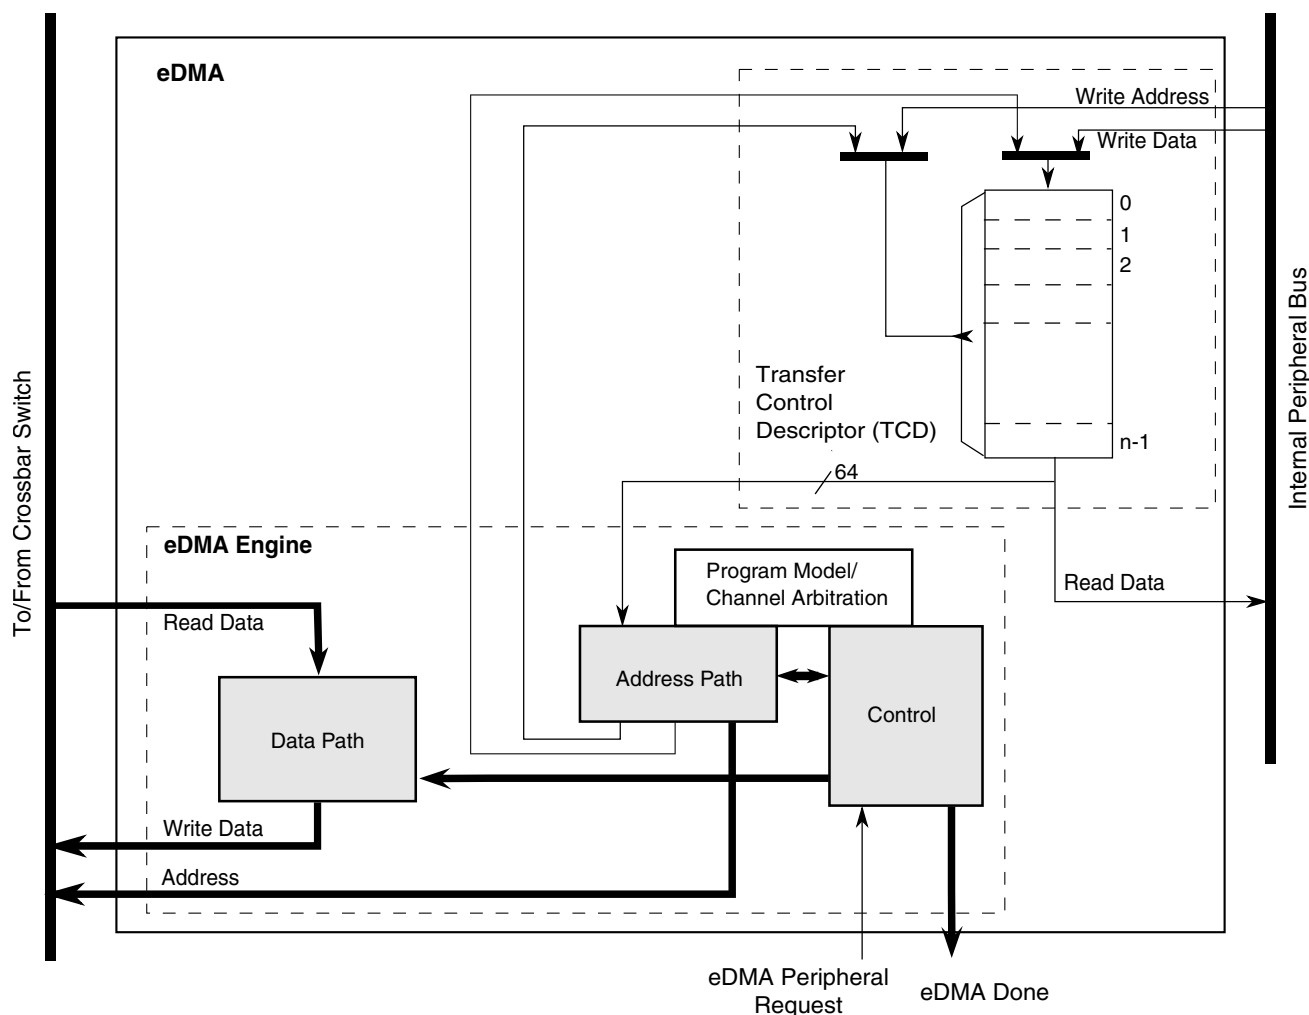 eDMA
Write Address
Write Data
0
1
2
Transfer
Control
Descriptor (TCD)
n-1
64
To/From Crossbar Switch
Internal Peripheral Bus
eDMA Engine
Program Model/
Channel Arbitration
Read Data
Read Data
Address Path
Control
Data Path
Write Data
Address
eDMA Peripheral
Request
eDMA Done